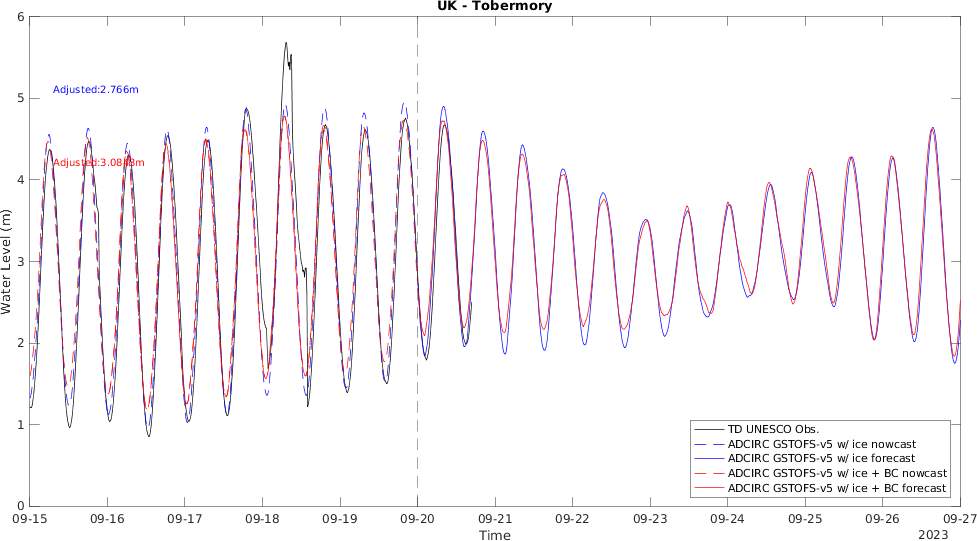 UK - Tobermory
6
5
4
3
2
1
0
Water Level (m)
Adjusted:2.766m
TD UNESCO Obs.
ADCIRC GSTOFS-v5 w/ ice nowcast
ADCIRC GSTOFS-v5 w/ ice forecast
ADCIRC GSTOFS-v5 w/ ice + BC nowcast
ADCIRC GSTOFS-v5 w/ ice + BC forecast
09-15 09-16 09-17 09-18 09-19 09-20 09-21 09-22 09-23 09-24 09-25 09-26 09-27
Time
2023